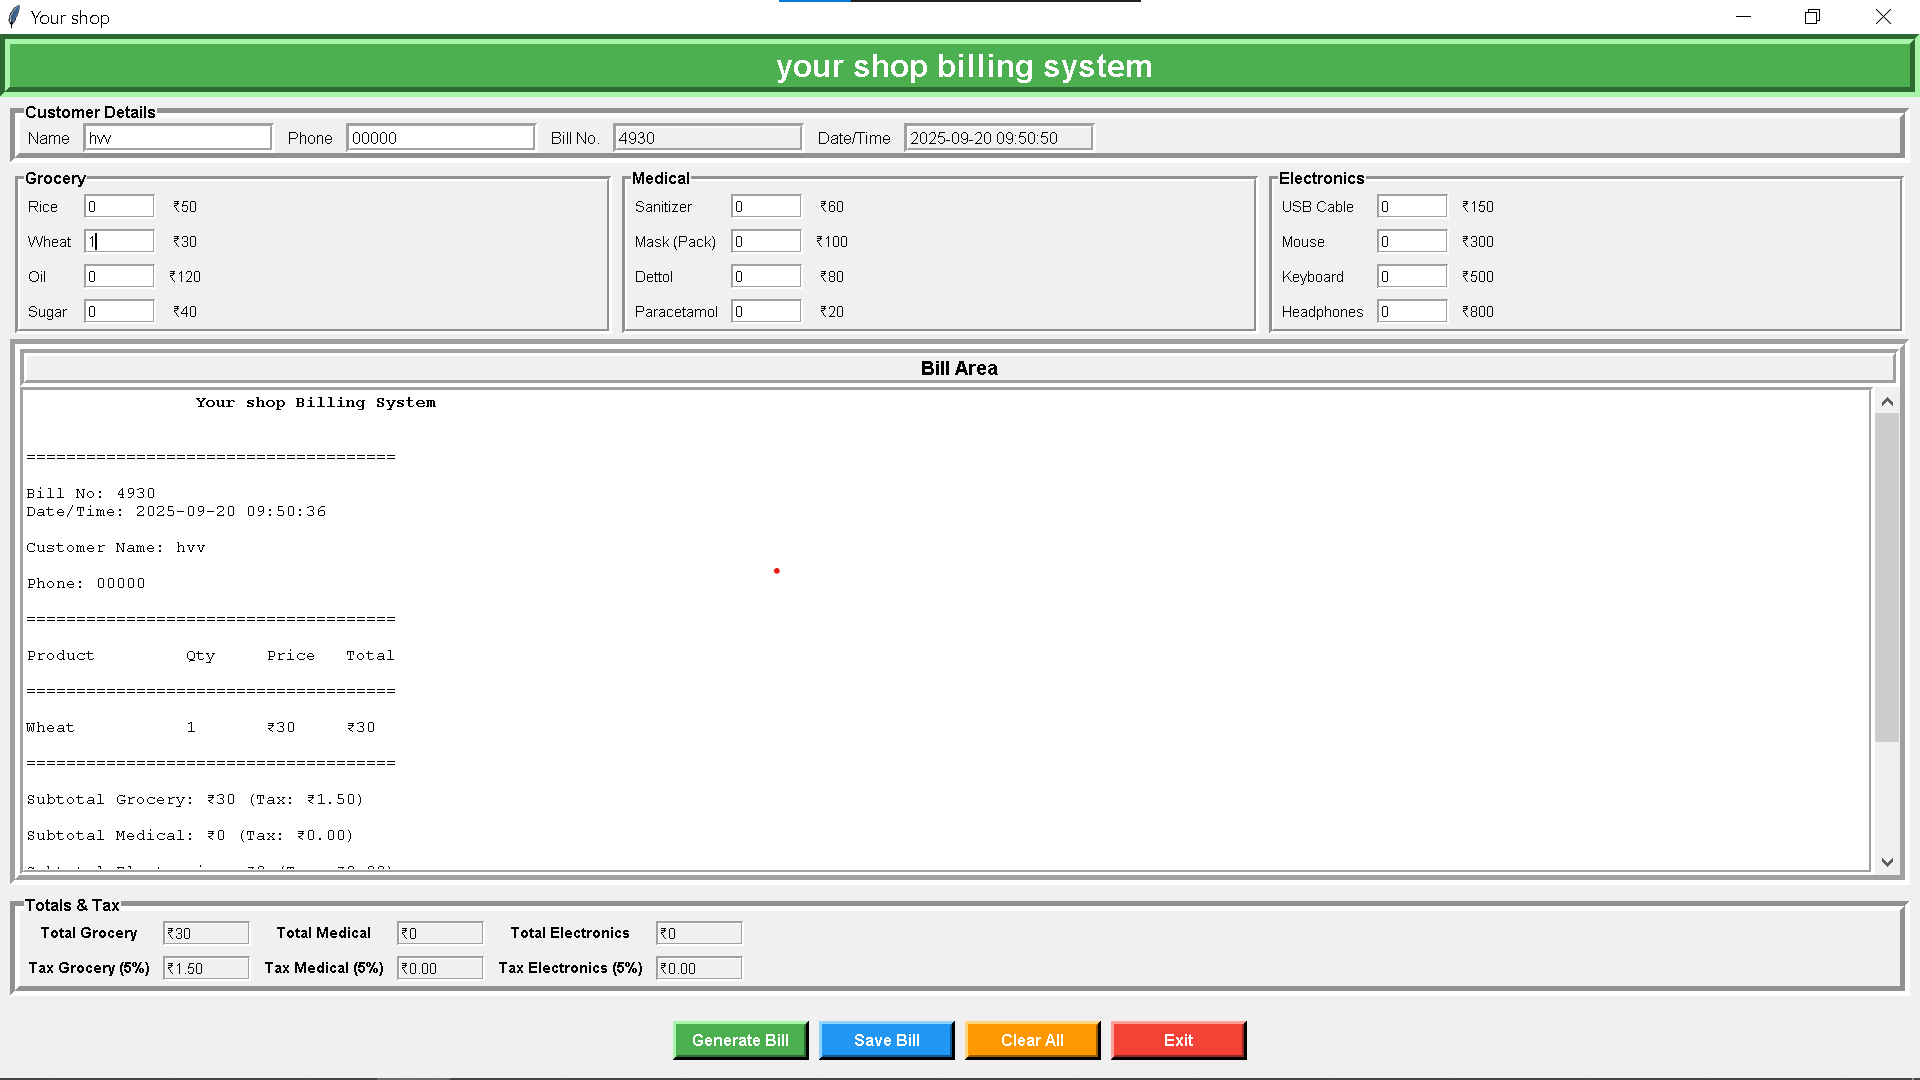 Your shop
your shop billing system
Customer Details
Name hvv Phone 00000 Bill No. 4930 Date/Time 2025-09-20 09:50:50
Grocery
Rice 0 ₹50
Wheat 1 ₹30
Oil 0 ₹120
Sugar 0 ₹40
Medical
Sanitizer 0 ₹60
Mask (Pack) 0 ₹100
Dettol 0 ₹80
Paracetamol 0 ₹20
Electronics
USB Cable 0 ₹150
Mouse 0 ₹300
Keyboard 0 ₹500
Headphones 0 ₹800
Bill Area
Your shop Billing System
=====================================
Bill No: 4930
Date/Time: 2025-09-20 09:50:36
Customer Name: hvv
Phone: 00000
=====================================
Product Qty Price Total
=====================================
Wheat 1 ₹30 ₹30
=====================================
Subtotal Grocery: ₹30 (Tax: ₹1.50)
Subtotal Medical: ₹0 (Tax: ₹0.00)
Totals & Tax
Total Grocery ₹30 Total Medical ₹0 Total Electronics ₹0
Tax Grocery (5%) ₹1.50 Tax Medical (5%) ₹0.00 Tax Electronics (5%) ₹0.00
Generate Bill Save Bill Clear All Exit